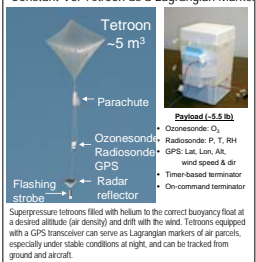 Constant-Vol Tetroon as a Lagrangian Marker
Tetroon
~5 m³
Parachute
Ozonesonde
Radiosonde
GPS
Radar
reflector
Flashing
strobe
Payload (~5.5 lb)
• Ozonesonde: O₃
• Radiosonde: P, T, RH
• GPS: Lat, Lon, Alt,
wind speed & dir
• Timer-based terminator
• On-command terminator
Superpressure tetroons filled with helium to the correct buoyancy float at
a desired altitude (air density) and drift with the wind. Tetroons equipped
with a GPS transceiver can serve as Lagrangian markers of air parcels,
especially under stable conditions at night, and can be tracked from
ground and aircraft.